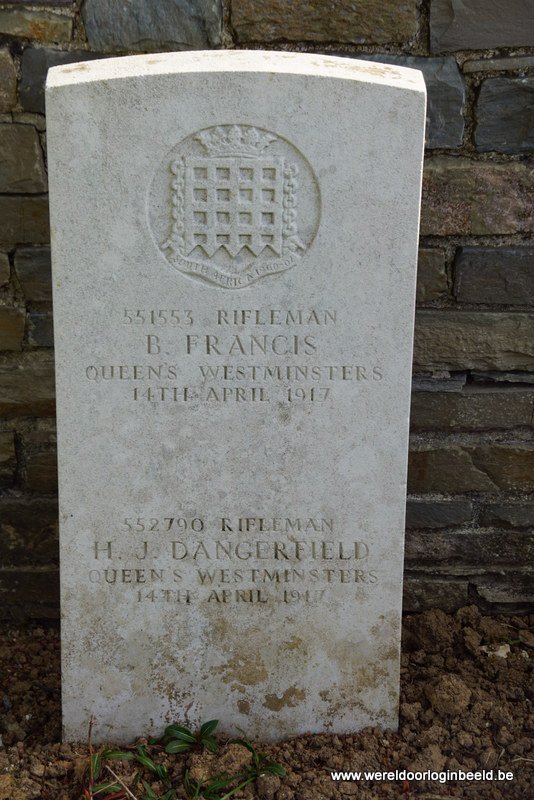 SOUTH AFRICA 1900-02
551553 RIFLEMAN
B. FRANCIS
QUEEN'S WESTMINSTERS
14TH APRIL 1917
552790 RIFLEMAN
H. J. DANGERFIELD
QUEEN'S WESTMINSTERS
14TH APRIL 1917
www.wereldoorloginbeeld.be